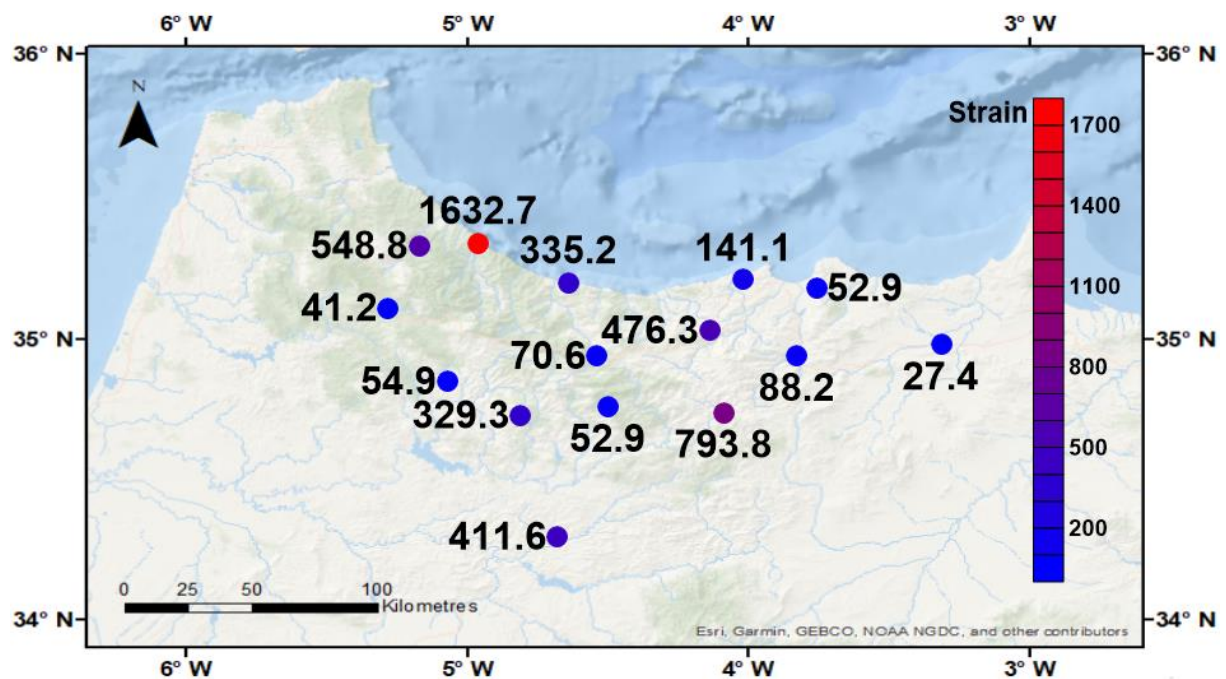 6° W 5° W 4° W 3° W
36° N 36° N
N
Strain
1700
1632.7
1400
548.8 335.2 141.1
52.9
1100
41.2
35° N 476.3 35° N
70.6
54.9 88.2 27.4
800
329.3 52.9 793.8
500
411.6
200
0 25 50 100
Kilometres
34° N 34° N
Esri, Garmin, GEBCO, NOAA NGDC, and other contributors
6° W 5° W 4° W 3° W